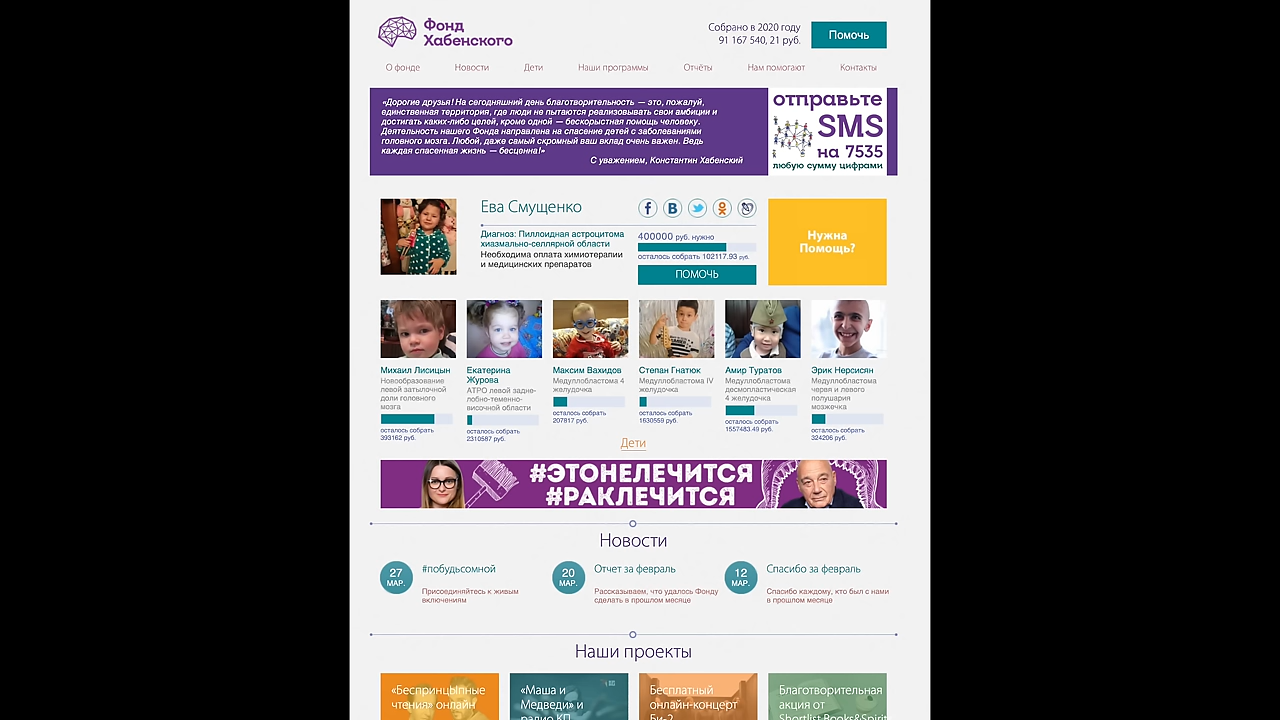 Фонд
Хабенского
Собрано в 2020 году
91 167 540, 21 руб.
Помочь
О фонде
Новости
Дети
Наши программы
Отчёты
Нам помогают
Контакты
«Дорогие друзья! На сегодняшний день благотворительность — это, пожалуй,
единственная территория, где люди не пытаются реализовывать свои амбиции и
достигать каких-либо целей, кроме одной — бескорыстная помощь человеку.
Деятельность нашего Фонда направлена на спасение детей с заболеваниями
головного мозга. Любой, даже самый скромный ваш вклад очень важен. Ведь
каждая спасенная жизнь — бесценна!»
С уважением, Константин Хабенский
отправьте
SMS
на 7535
любую сумму цифрами
Ева Смущенко
Диагноз: Пиллоидная астроцитома
хиазмально-селлярной области
Необходима оплата химиотерапии
и медицинских препаратов
400000 руб. нужно
осталось собрать 102117.93 руб.
ПОМОЧЬ
Нужна
Помощь?
Михаил Лисицын
Новообразование
левой затылочной
доли головного
мозга
осталось собрать
393162 руб.
Екатерина
Журова
АТРО левой задне-
лобно-теменно-
височной области
осталось собрать
2310587 руб.
Максим Вахидов
Медуллобластома 4
желудочка
осталось собрать
207817 руб.
Степан Гнатюк
Медуллобластома IV
желудочка
осталось собрать
1630559 руб.
Амир Туратов
Медуллобластома
десмопластическая
4 желудочка
осталось собрать
1557483.49 руб.
Эрик Нерсисян
Медуллобластома
червя и левого
полушария
мозжечка
осталось собрать
324206 руб.
Дети
#ЭТОНЕЛЕЧИТСЯ
#РАКЛЕЧИТСЯ
Новости
27
МАР.
#побудьсомной
Присоединяйтесь к живым
включениям
20
МАР.
Отчет за февраль
Рассказываем, что удалось Фонду
сделать в прошлом месяце
12
МАР.
Спасибо за февраль
Спасибо каждому, кто был с нами
в прошлом месяце
Наши проекты
«БеспринцЫпные
чтения» онлайн
«Маша и
Медведи» и
радио КП
Бесплатный
онлайн-концерт
Би-2
Благотворительная
акция от
Shortlist Books&Spirit